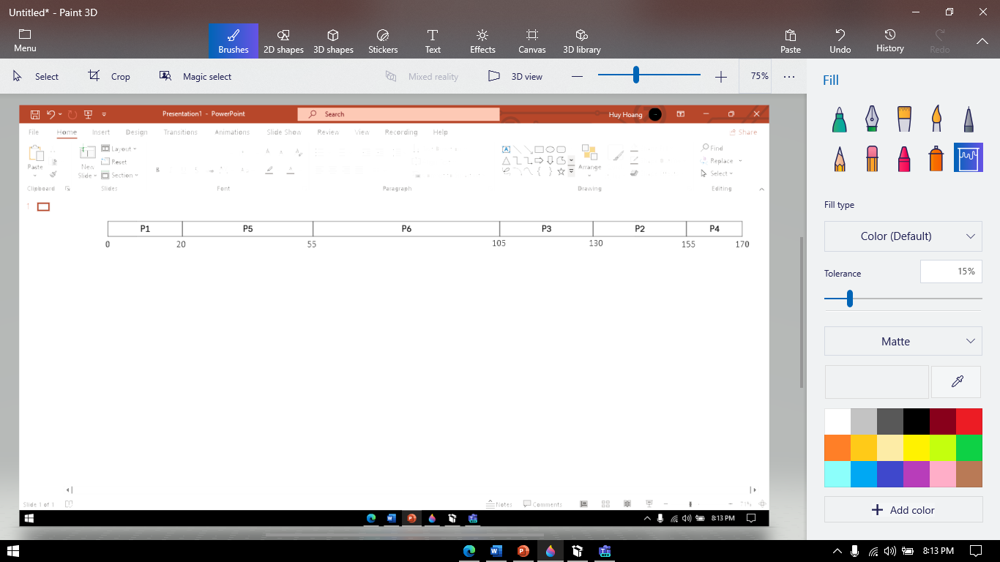 Untitled* - Paint 3D
Menu
Brushes 2D shapes 3D shapes Stickers Text Effects Canvas 3D library Paste Undo History Redo
Select Crop Magic select Mixed reality 3D view 75%
Fill
Presentation1 - PowerPoint Search Huy Hoang
File Home Insert Design Transitions Animations Slide Show Review View Recording Help Share
Paste New Slide Layout Reset Section B Arrange Find Replace Select
Clipboard Slides Font Paragraph Drawing Editing
1
P1 P5 P6 P3 P2 P4
0 20 55 105 130 155 170
Slide 1 of 1 Notes Comments 71%
8:13 PM
Fill type
Color (Default)
Tolerance 15%
Matte
Add color
8:13 PM